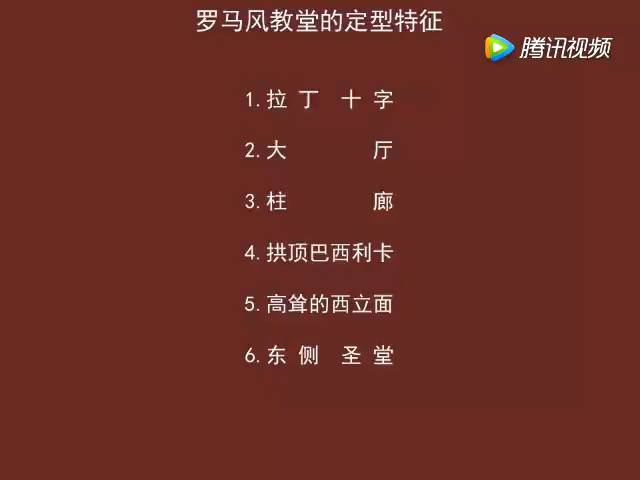 罗马风教堂的定型特征
腾讯视频
1.拉丁十字
2.大厅
3.柱廊
4.拱顶巴西利卡
5.高耸的西立面
6.东侧圣堂